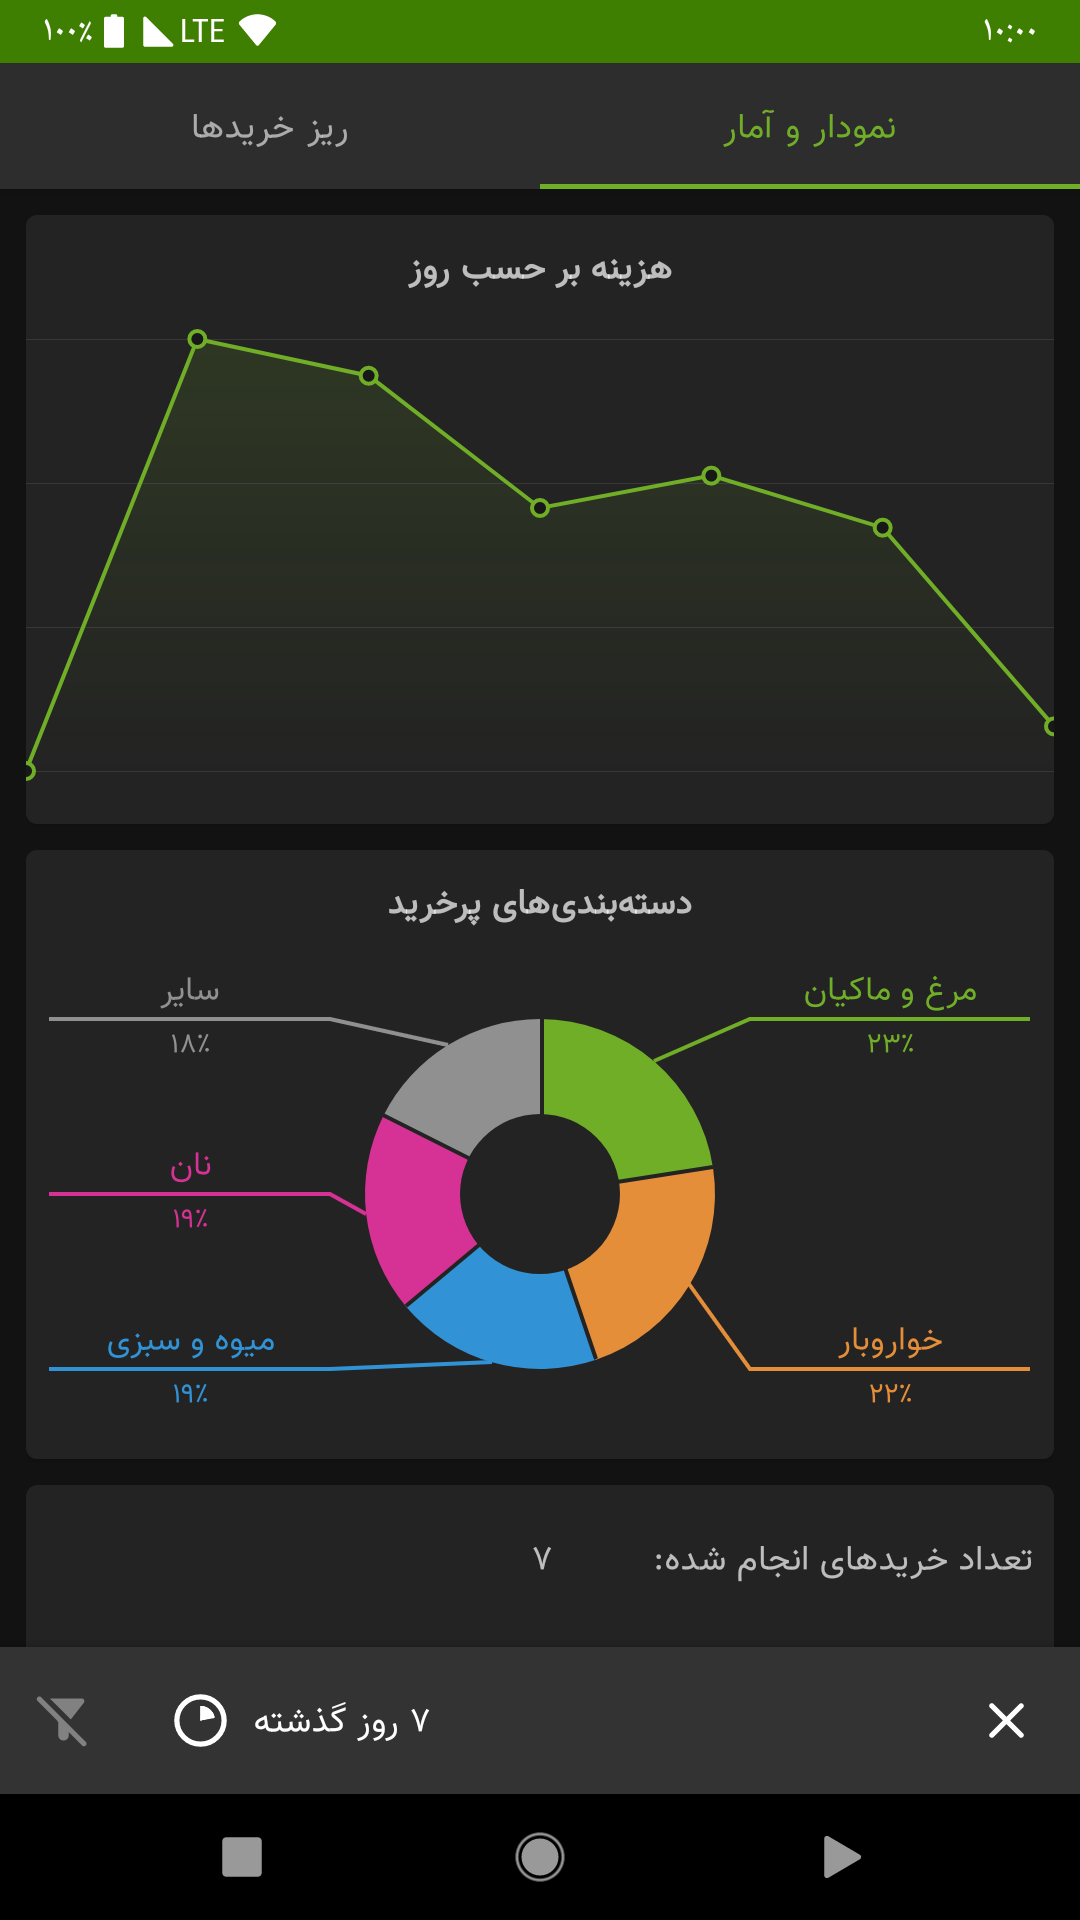 ۱۰:۰۰
LTE ۱۰۰٪
نمودار و آمار
ریز خریدها
هزینه بر حسب روز
دسته‌بندی‌های پرخرید
مرغ و ماکیان
۲۳٪
سایر
۱۸٪
نان
۱۹٪
خواروبار
۲۲٪
میوه و سبزی
۱۹٪
تعداد خریدهای انجام شده: ۷
۷ روز گذشته